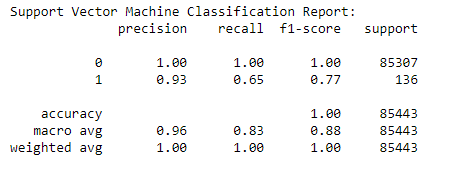 Support Vector Machine Classification Report:
precision recall f1-score support
0 1.00 1.00 1.00 85307
1 0.93 0.65 0.77 136
accuracy 1.00 85443
macro avg 0.96 0.83 0.88 85443
weighted avg 1.00 1.00 1.00 85443